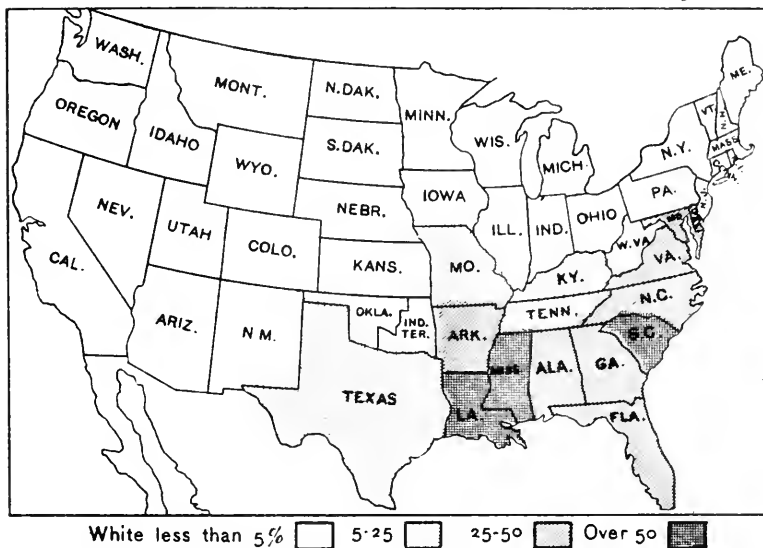 WASH.
MONT.
N.DAK.
MINN.
ME.
OREGON
IDAHO
S.DAK.
WIS.
MICH.
VT.
N.H.
N.Y.
MASS.
WYO.
IOWA
PA.
NEV.
UTAH
NEBR.
ILL.
IND.
OHIO
N.J.
MD.
W.VA
VA.
CAL.
COLO.
KANS.
MO.
KY.
N.C.
ARIZ.
N M.
OKLA.
IND.
TER.
ARK.
TENN.
S.C.
MISS
ALA.
GA.
TEXAS
LA.
FLA.
White less than 5% 5-25 25-50 Over 50